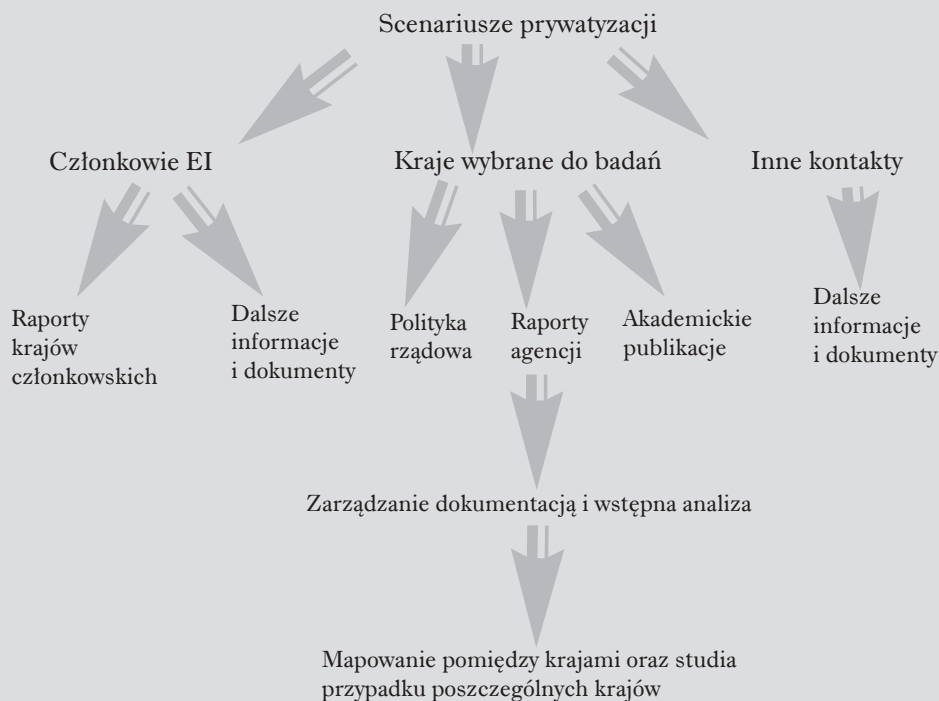 Scenariusze prywatyzacji
Członkowie EI
Kraje wybrane do badań
Inne kontakty
Raporty
krajów
członkowskich
Dalsze
informacje
i dokumenty
Polityka
rządowa
Raporty
agencji
Akademickie
publikacje
Dalsze
informacje
i dokumenty
Zarządzanie dokumentacją i wstępna analiza
Mapowanie pomiędzy krajami oraz studia
przypadku poszczególnych krajów